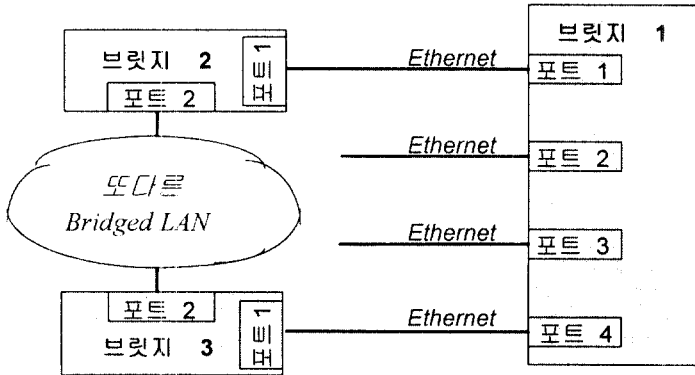 브릿지 2
포트 1
포트 2
Ethernet
브릿지 1
포트 1
Ethernet
포트 2
또다른
Bridged LAN
Ethernet
포트 3
포트 2
브릿지 3
포트 1
Ethernet
포트 4